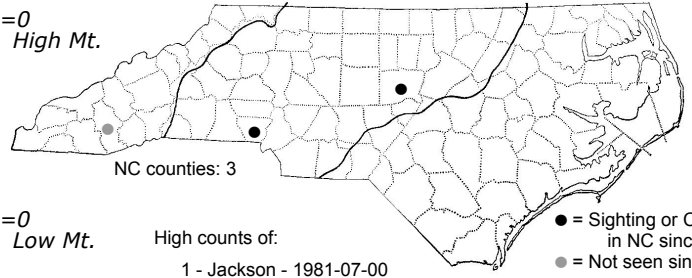 =0
High Mt.
NC counties: 3
=0
Low Mt.
High counts of:
1 - Jackson - 1981-07-00
● = Sighting or
in NC sinc
● = Not seen sin